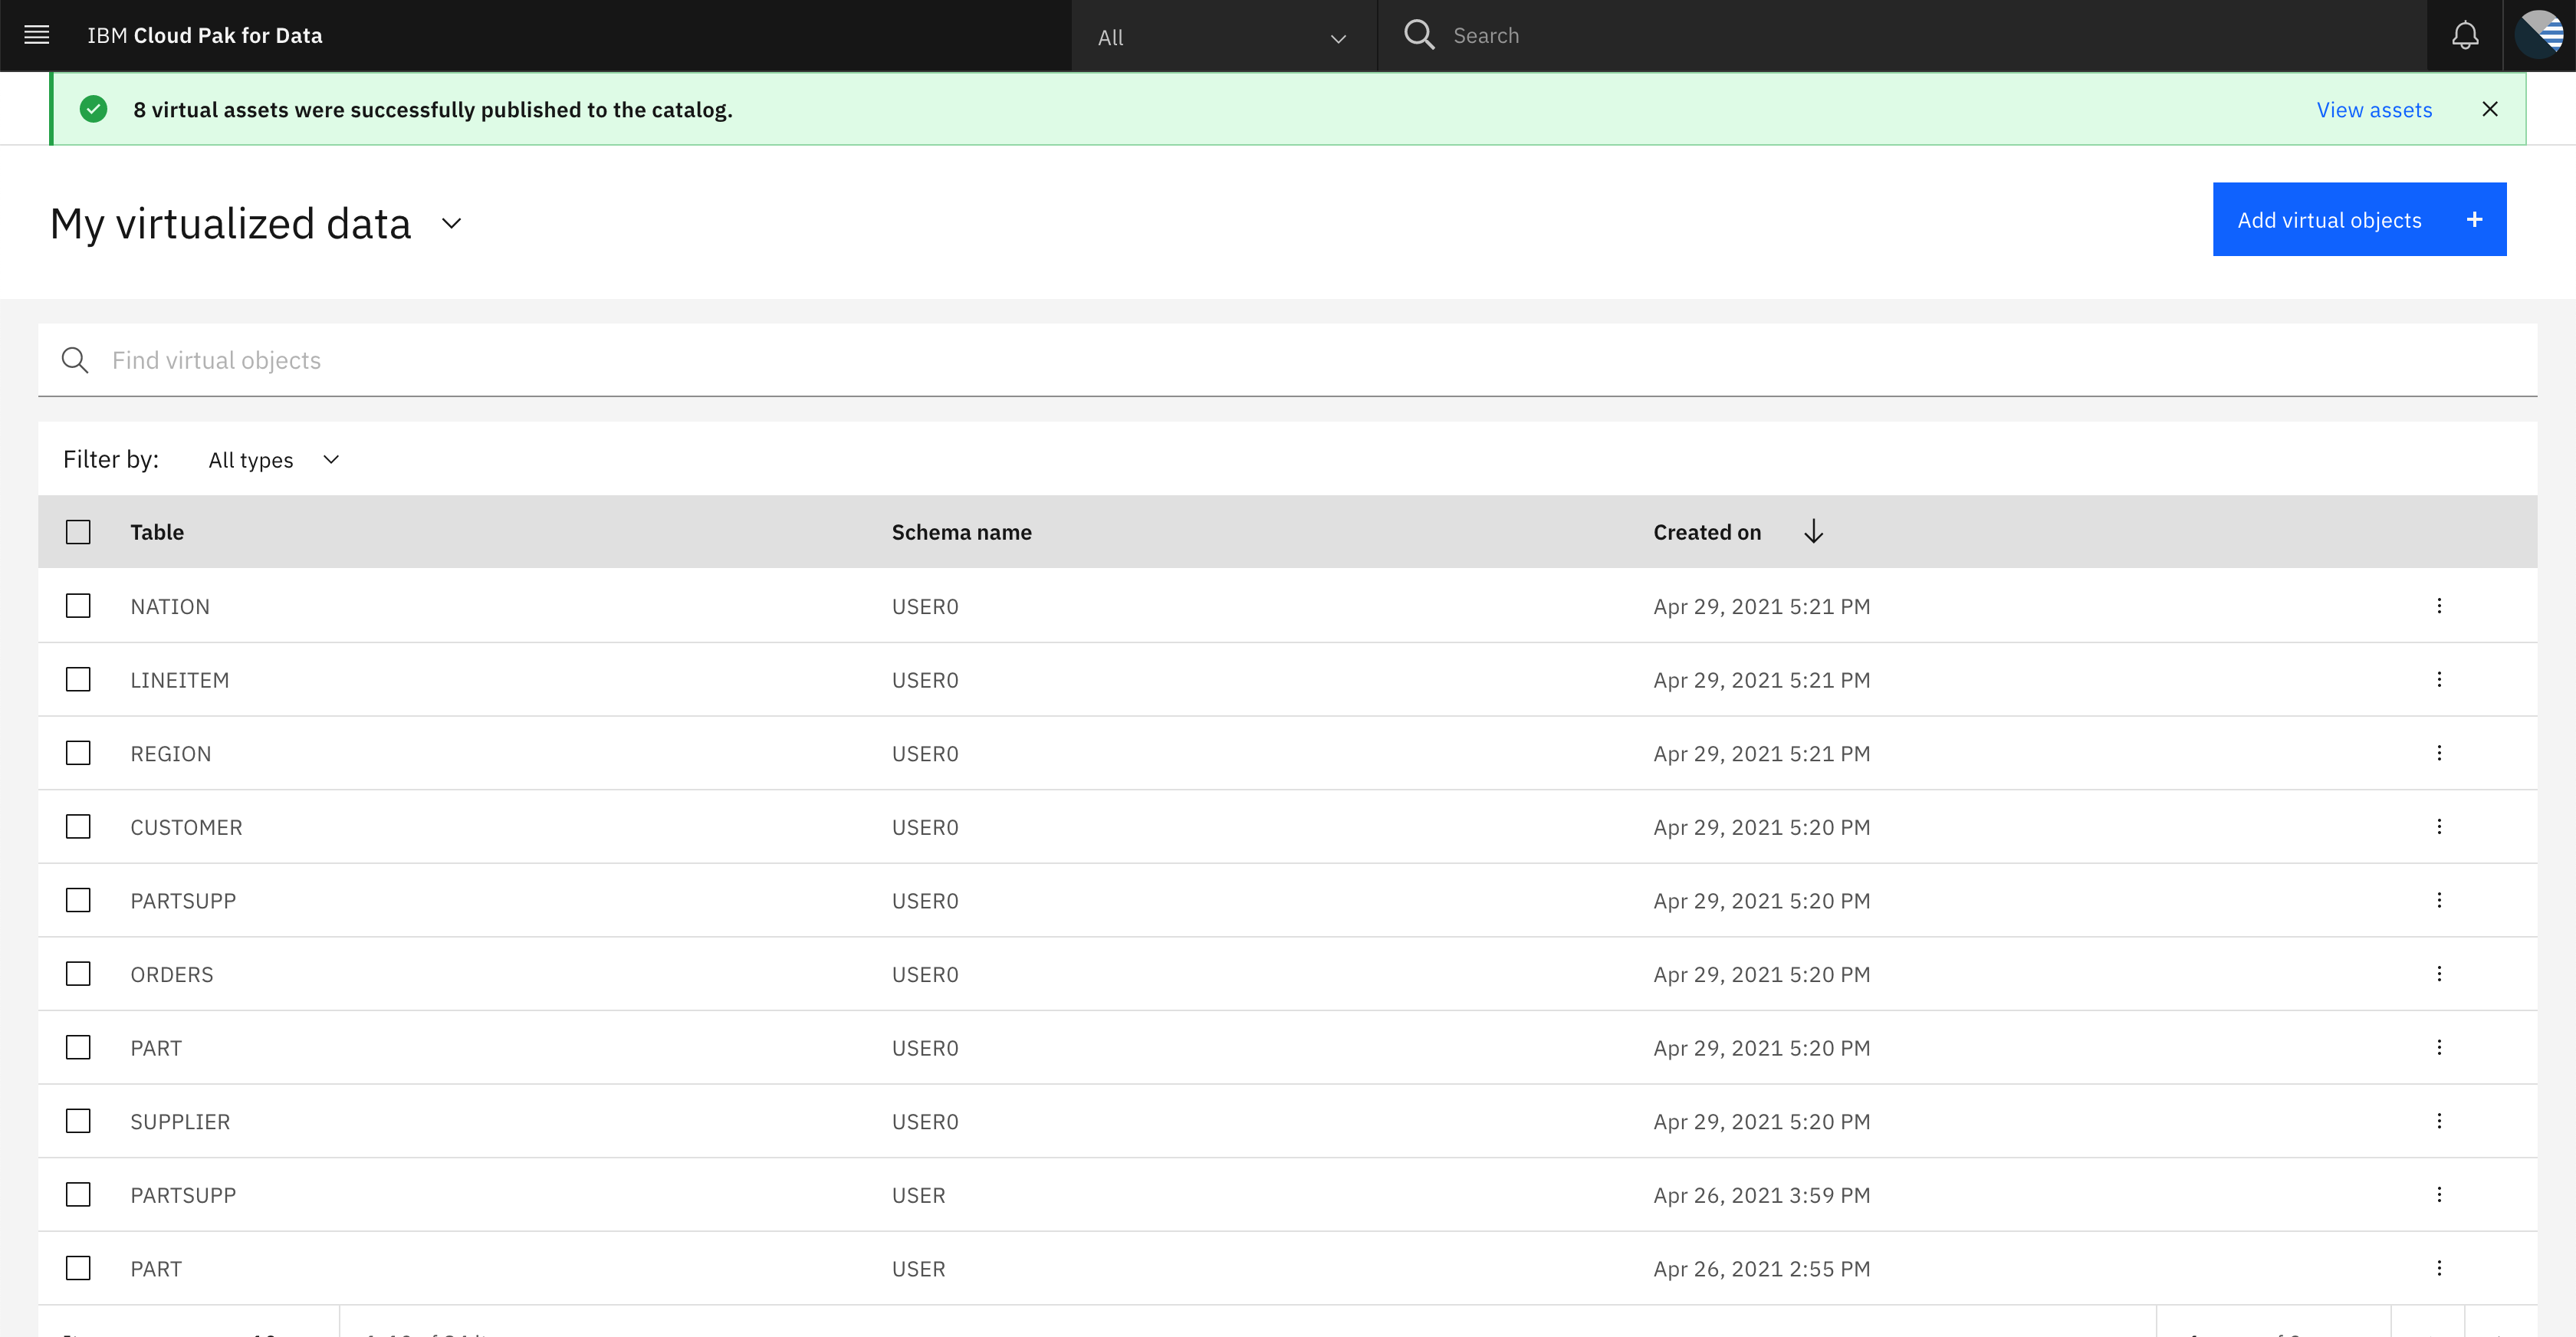 IBM Cloud Pak for Data
All
Search
8 virtual assets were successfully published to the catalog.
View assets
My virtualized data
Add virtual objects +
Find virtual objects
Filter by: All types
Table Schema name Created on
NATION USER0 Apr 29, 2021 5:21 PM
LINEITEM USER0 Apr 29, 2021 5:21 PM
REGION USER0 Apr 29, 2021 5:21 PM
CUSTOMER USER0 Apr 29, 2021 5:20 PM
PARTSUPP USER0 Apr 29, 2021 5:20 PM
ORDERS USER0 Apr 29, 2021 5:20 PM
PART USER0 Apr 29, 2021 5:20 PM
SUPPLIER USER0 Apr 29, 2021 5:20 PM
PARTSUPP USER Apr 26, 2021 3:59 PM
PART USER Apr 26, 2021 2:55 PM